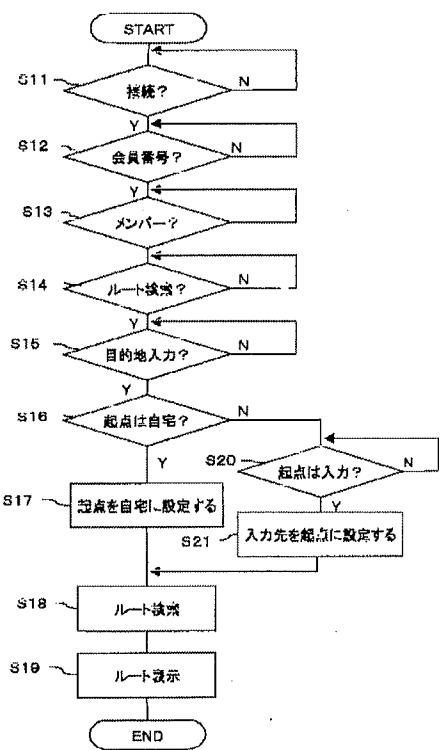 START
S11
接続？
N
Y
S12
会員番号？
N
Y
S13
メンバー？
S14
ルート検索？
N
Y
S15
目的地入力？
N
Y
S16
起点は自宅？
N
Y
S20
起点は入力？
N
Y
S17
起点を自宅に設定する
S21
入力先を起点に設定する
S18
ルート検索
S19
ルート表示
END